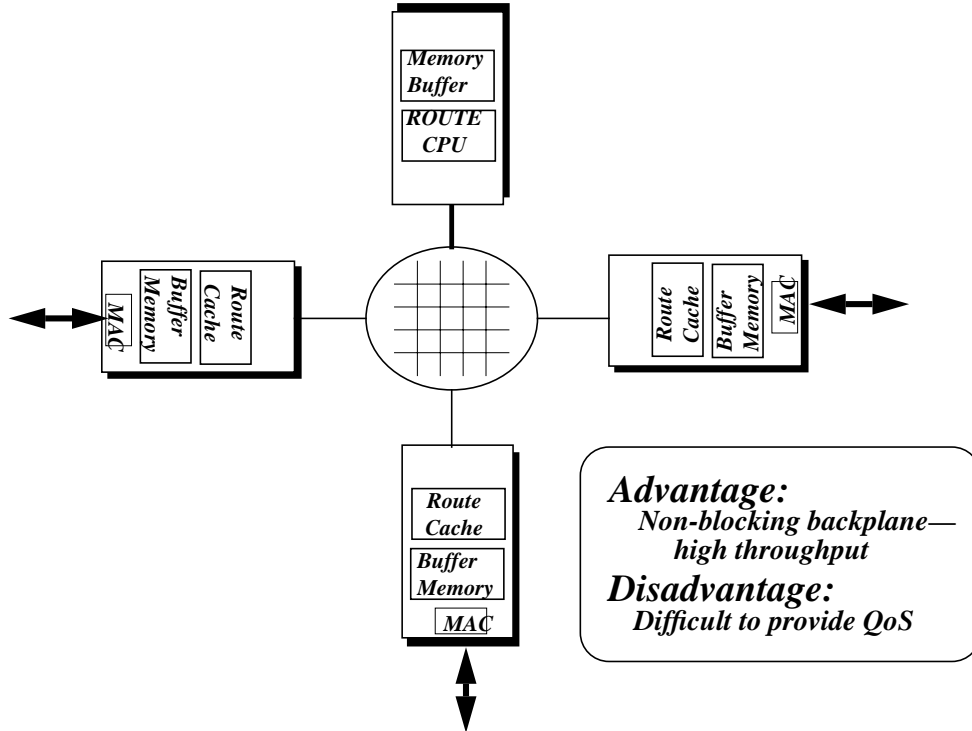 Memory
Buffer
ROUTE
CPU
MAC
Buffer
Memory
Route
Cache
Route
Cache
Buffer
Memory
MAC
Route
Cache
Buffer
Memory
MAC
Advantage:
Non-blocking backplane—
high throughput
Disadvantage:
Difficult to provide QoS